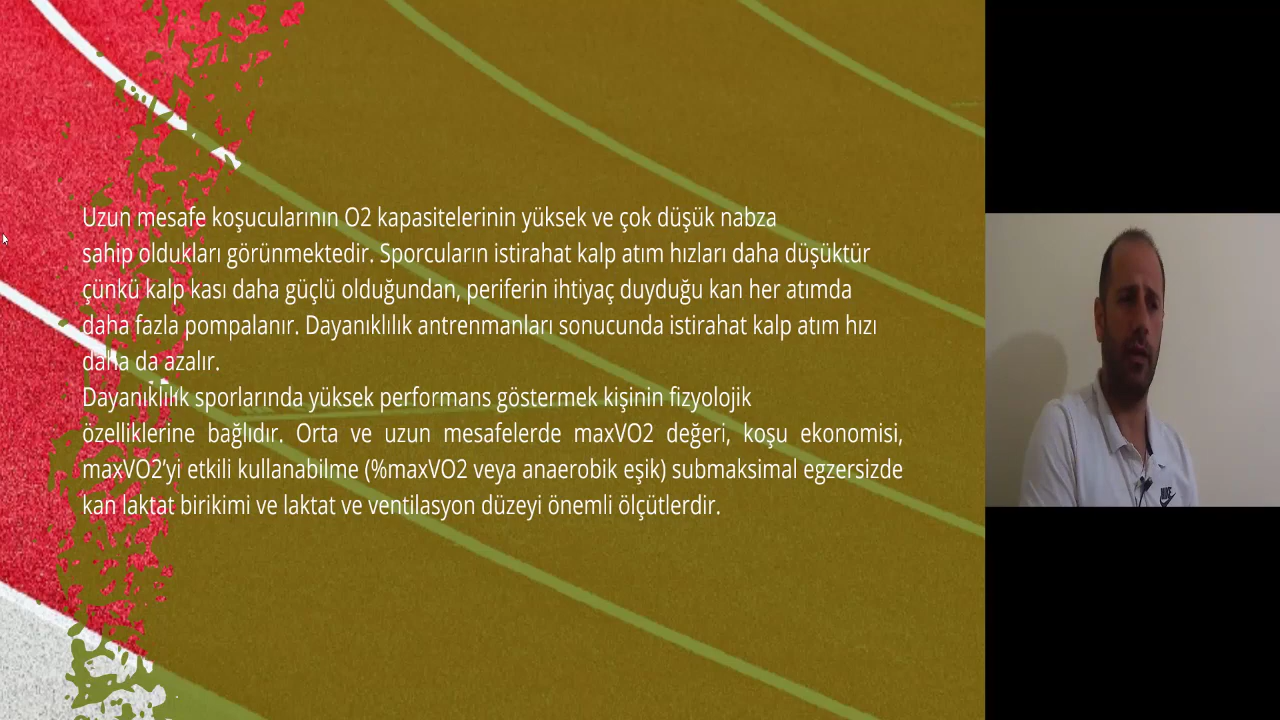 Uzun mesafe koşucularının O2 kapasitelerinin yüksek ve çok düşük nabza
sahip oldukları görünmektedir. Sporcuların istirahat kalp atım hızları daha düşüktür
çünkü kalp kası daha güçlü olduğundan, periferin ihtiyaç duyduğu kan her atımda
daha fazla pompalanır. Dayanıklılık antrenmanları sonucunda istirahat kalp atım hızı
daha da azalır.
Dayanıklılık sporlarında yüksek performans göstermek kişinin fizyolojik
özelliklerine bağlıdır. Orta ve uzun mesafelerde maxVO2 değeri, koşu ekonomisi,
maxVO2’yi etkili kullanabilme (%maxVO2 veya anaerobik eşik) submaksimal egzersizde
kan laktat birikimi ve laktat ve ventilasyon düzeyi önemli ölçütlerdir.
NIKE